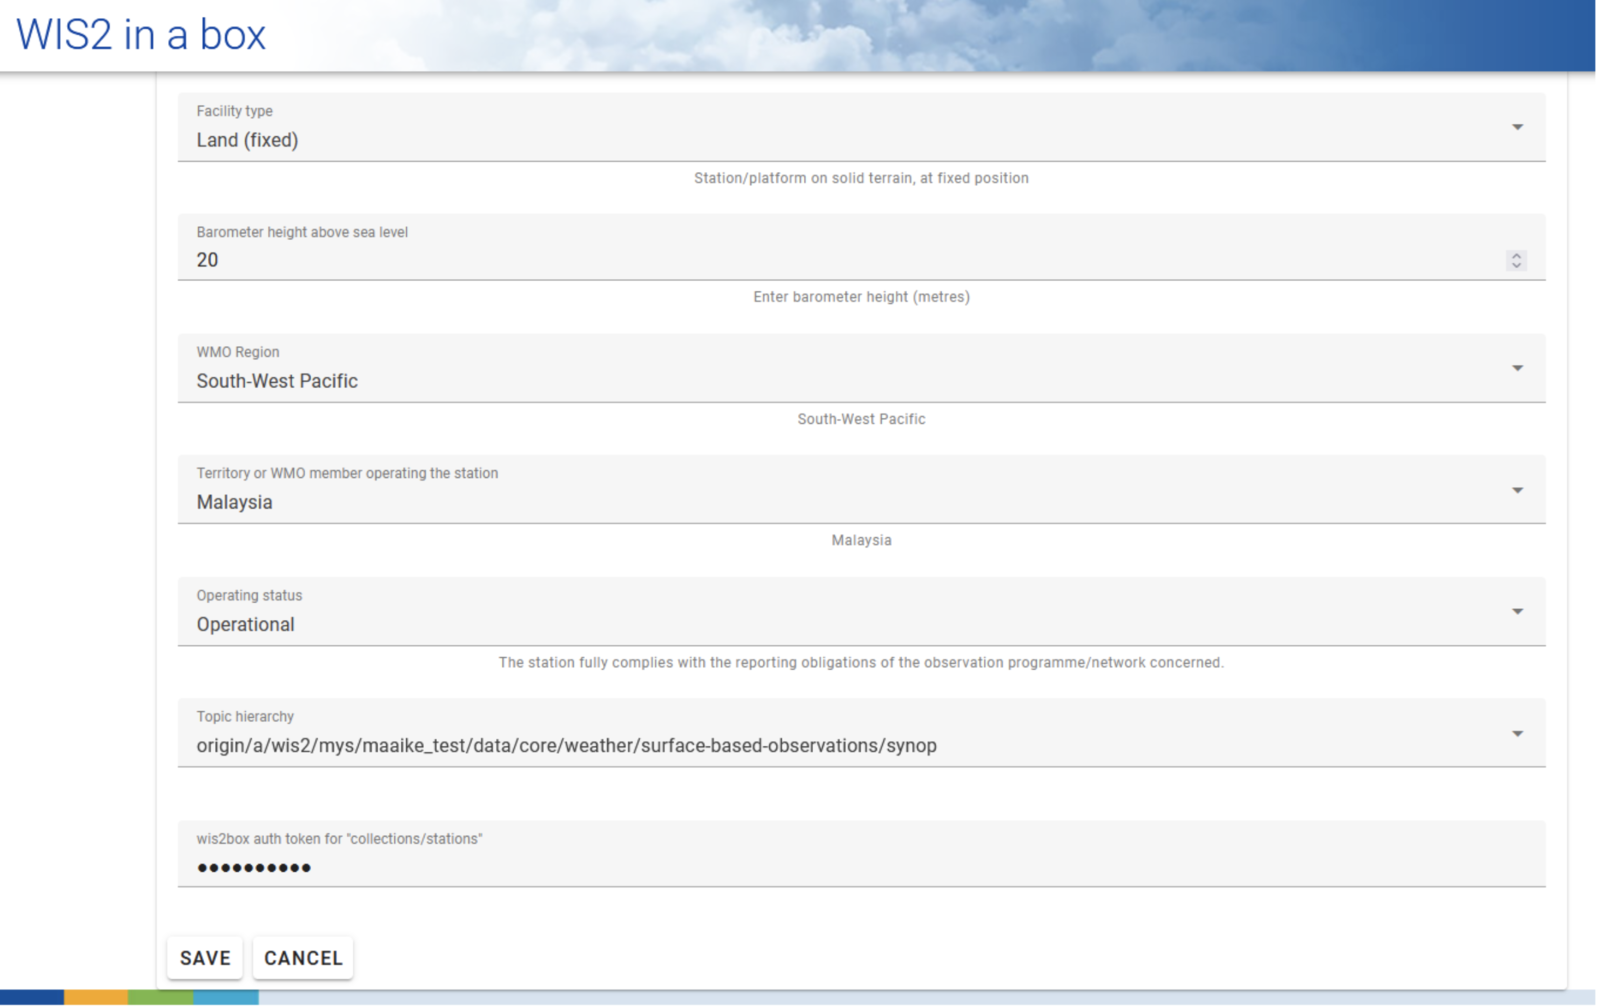 WIS2 in a box
Facility type
Land (fixed)
Station/platform on solid terrain, at fixed position
Barometer height above sea level
20
Enter barometer height (metres)
WMO Region
South-West Pacific
South-West Pacific
Territory or WMO member operating the station
Malaysia
Malaysia
Operating status
Operational
The station fully complies with the reporting obligations of the observation programme/network concerned.
Topic hierarchy
origin/a/wis2/mys/maaike_test/data/core/weather/surface-based-observations/synop
wis2box auth token for "collections/stations"
••••••••••
SAVE CANCEL